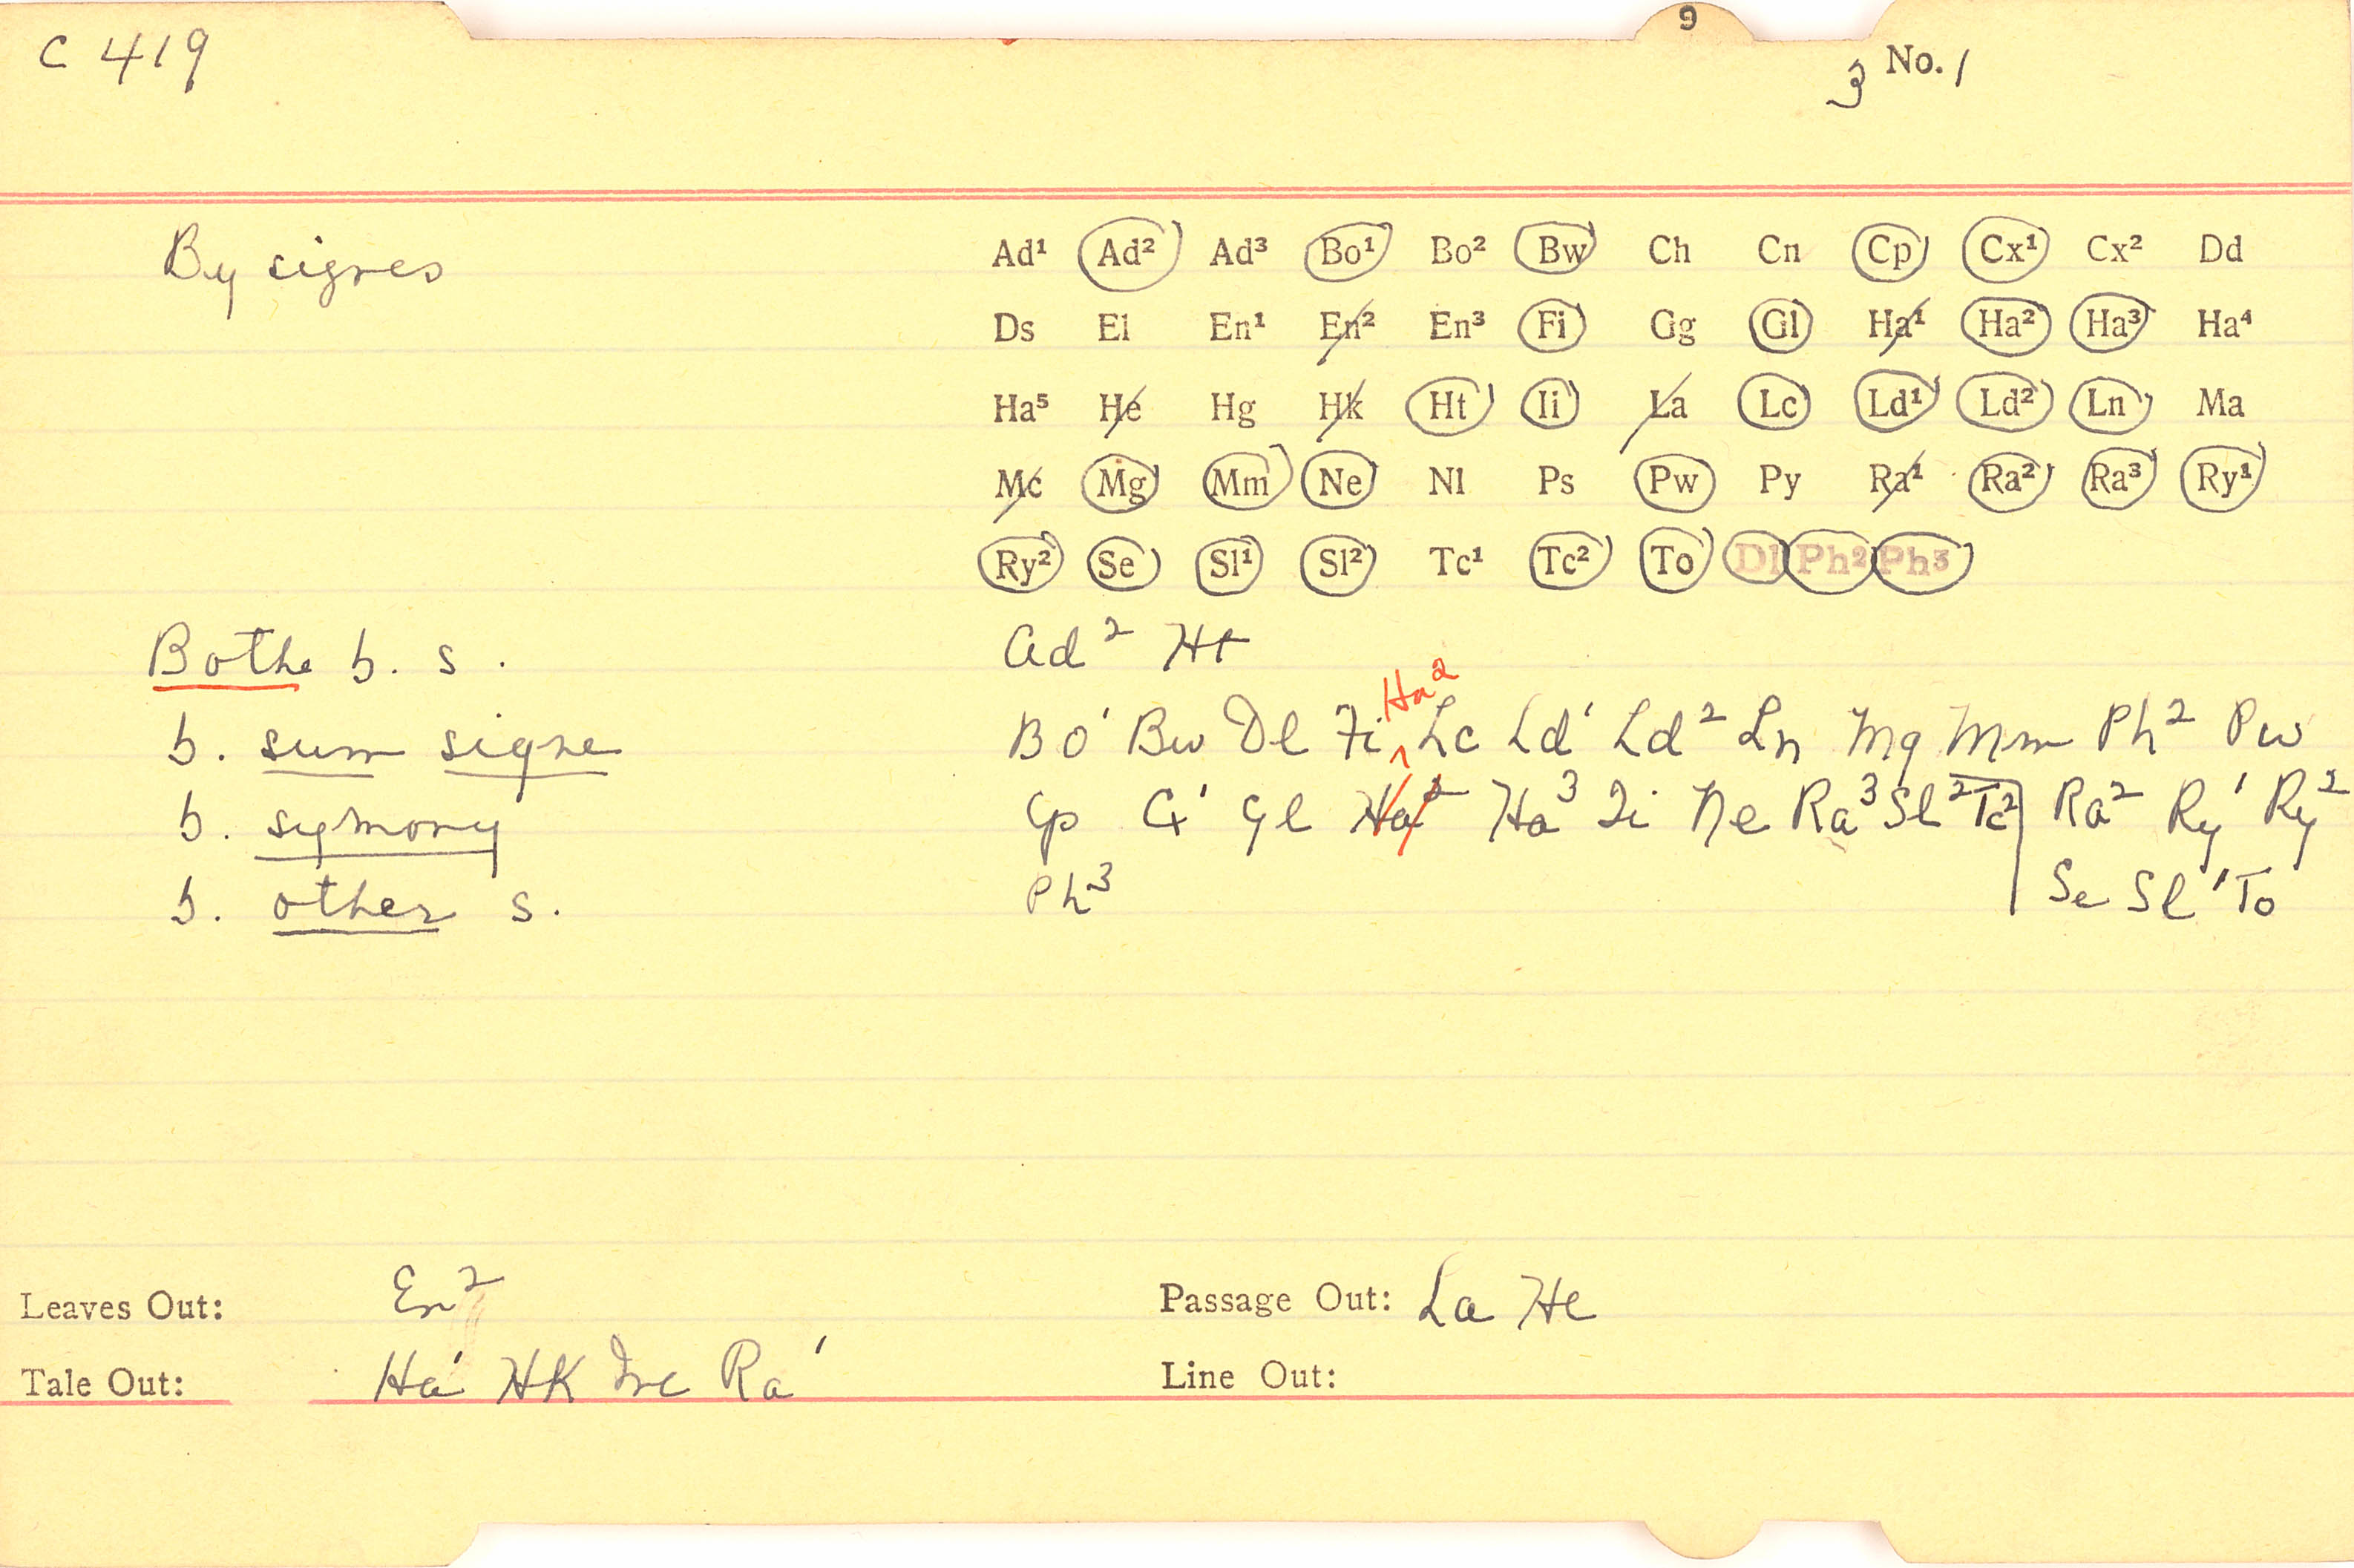 9
C 419
3 No. 1
By signes
Ad¹ Ad² Ad³ Bo¹ Bo² Bw Ch Cn Cp Cx¹ Cx² Dd
Ds El En¹ En² En³ Fi Gg Gl Ha¹ Ha² Ha³ Ha⁴
Ha⁵ He Hg Hk Ht Ii La Lc Ld¹ Ld² Ln Ma
Mc Mg Mm Ne Nl Ps Pw Py Ra¹ Ra² Ra³ Ry¹
Ry² Se Sl¹ Sl² Tc¹ Tc² To Dl Ph2 Ph3
Bothe b. s. Ad² Ht
Ha²
b. sum signe Bo¹ Bw Dl Fi Lc Ld¹ Ld² Ln Mg Mm Ph² Pw
b. symony Cp Cx¹ Gl Ha² Ha³ Ii Ne Ra³ Sl² Tc² Ra² Ry¹ Ry²
b. other s. Ph³ Se Sl¹ To
Leaves Out: En² Passage Out: La He
Tale Out: Ha¹ HK Mc Ra¹ Line Out: